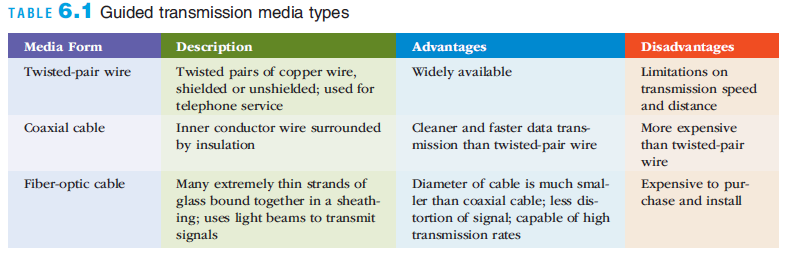 TABLE 6.1 Guided transmission media types
Media Form Description Advantages Disadvantages
Twisted-pair wire Twisted pairs of copper wire, Widely available Limitations on
shielded or unshielded; used for transmission speed
telephone service and distance
Coaxial cable Inner conductor wire surrounded Cleaner and faster data trans- More expensive
by insulation mission than twisted-pair wire than twisted-pair
wire
Fiber-optic cable Many extremely thin strands of Diameter of cable is much smal- Expensive to pur-
glass bound together in a sheath- ler than coaxial cable; less dis- chase and install
ing; uses light beams to transmit tortion of signal; capable of high
signals transmission rates